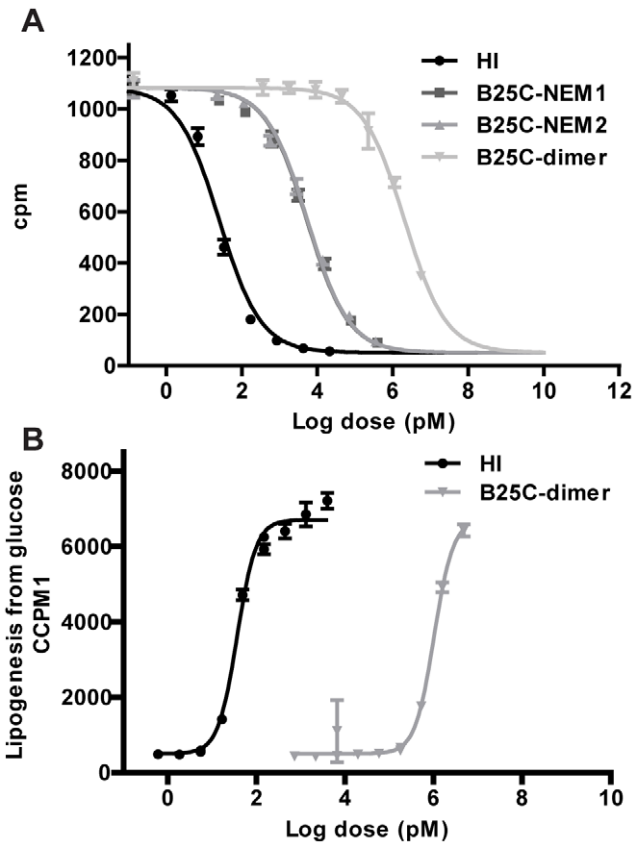 A
1200
1000
800
600
400
200
0
cpm
0 2 4 6 8 10 12
Log dose (pM)
HI
B25C-NEM1
B25C-NEM2
B25C-dimer
B
8000
6000
4000
2000
0
Lipogenesis from glucose
CCPM1
0 2 4 6 8 10
Log dose (pM)
HI
B25C-dimer